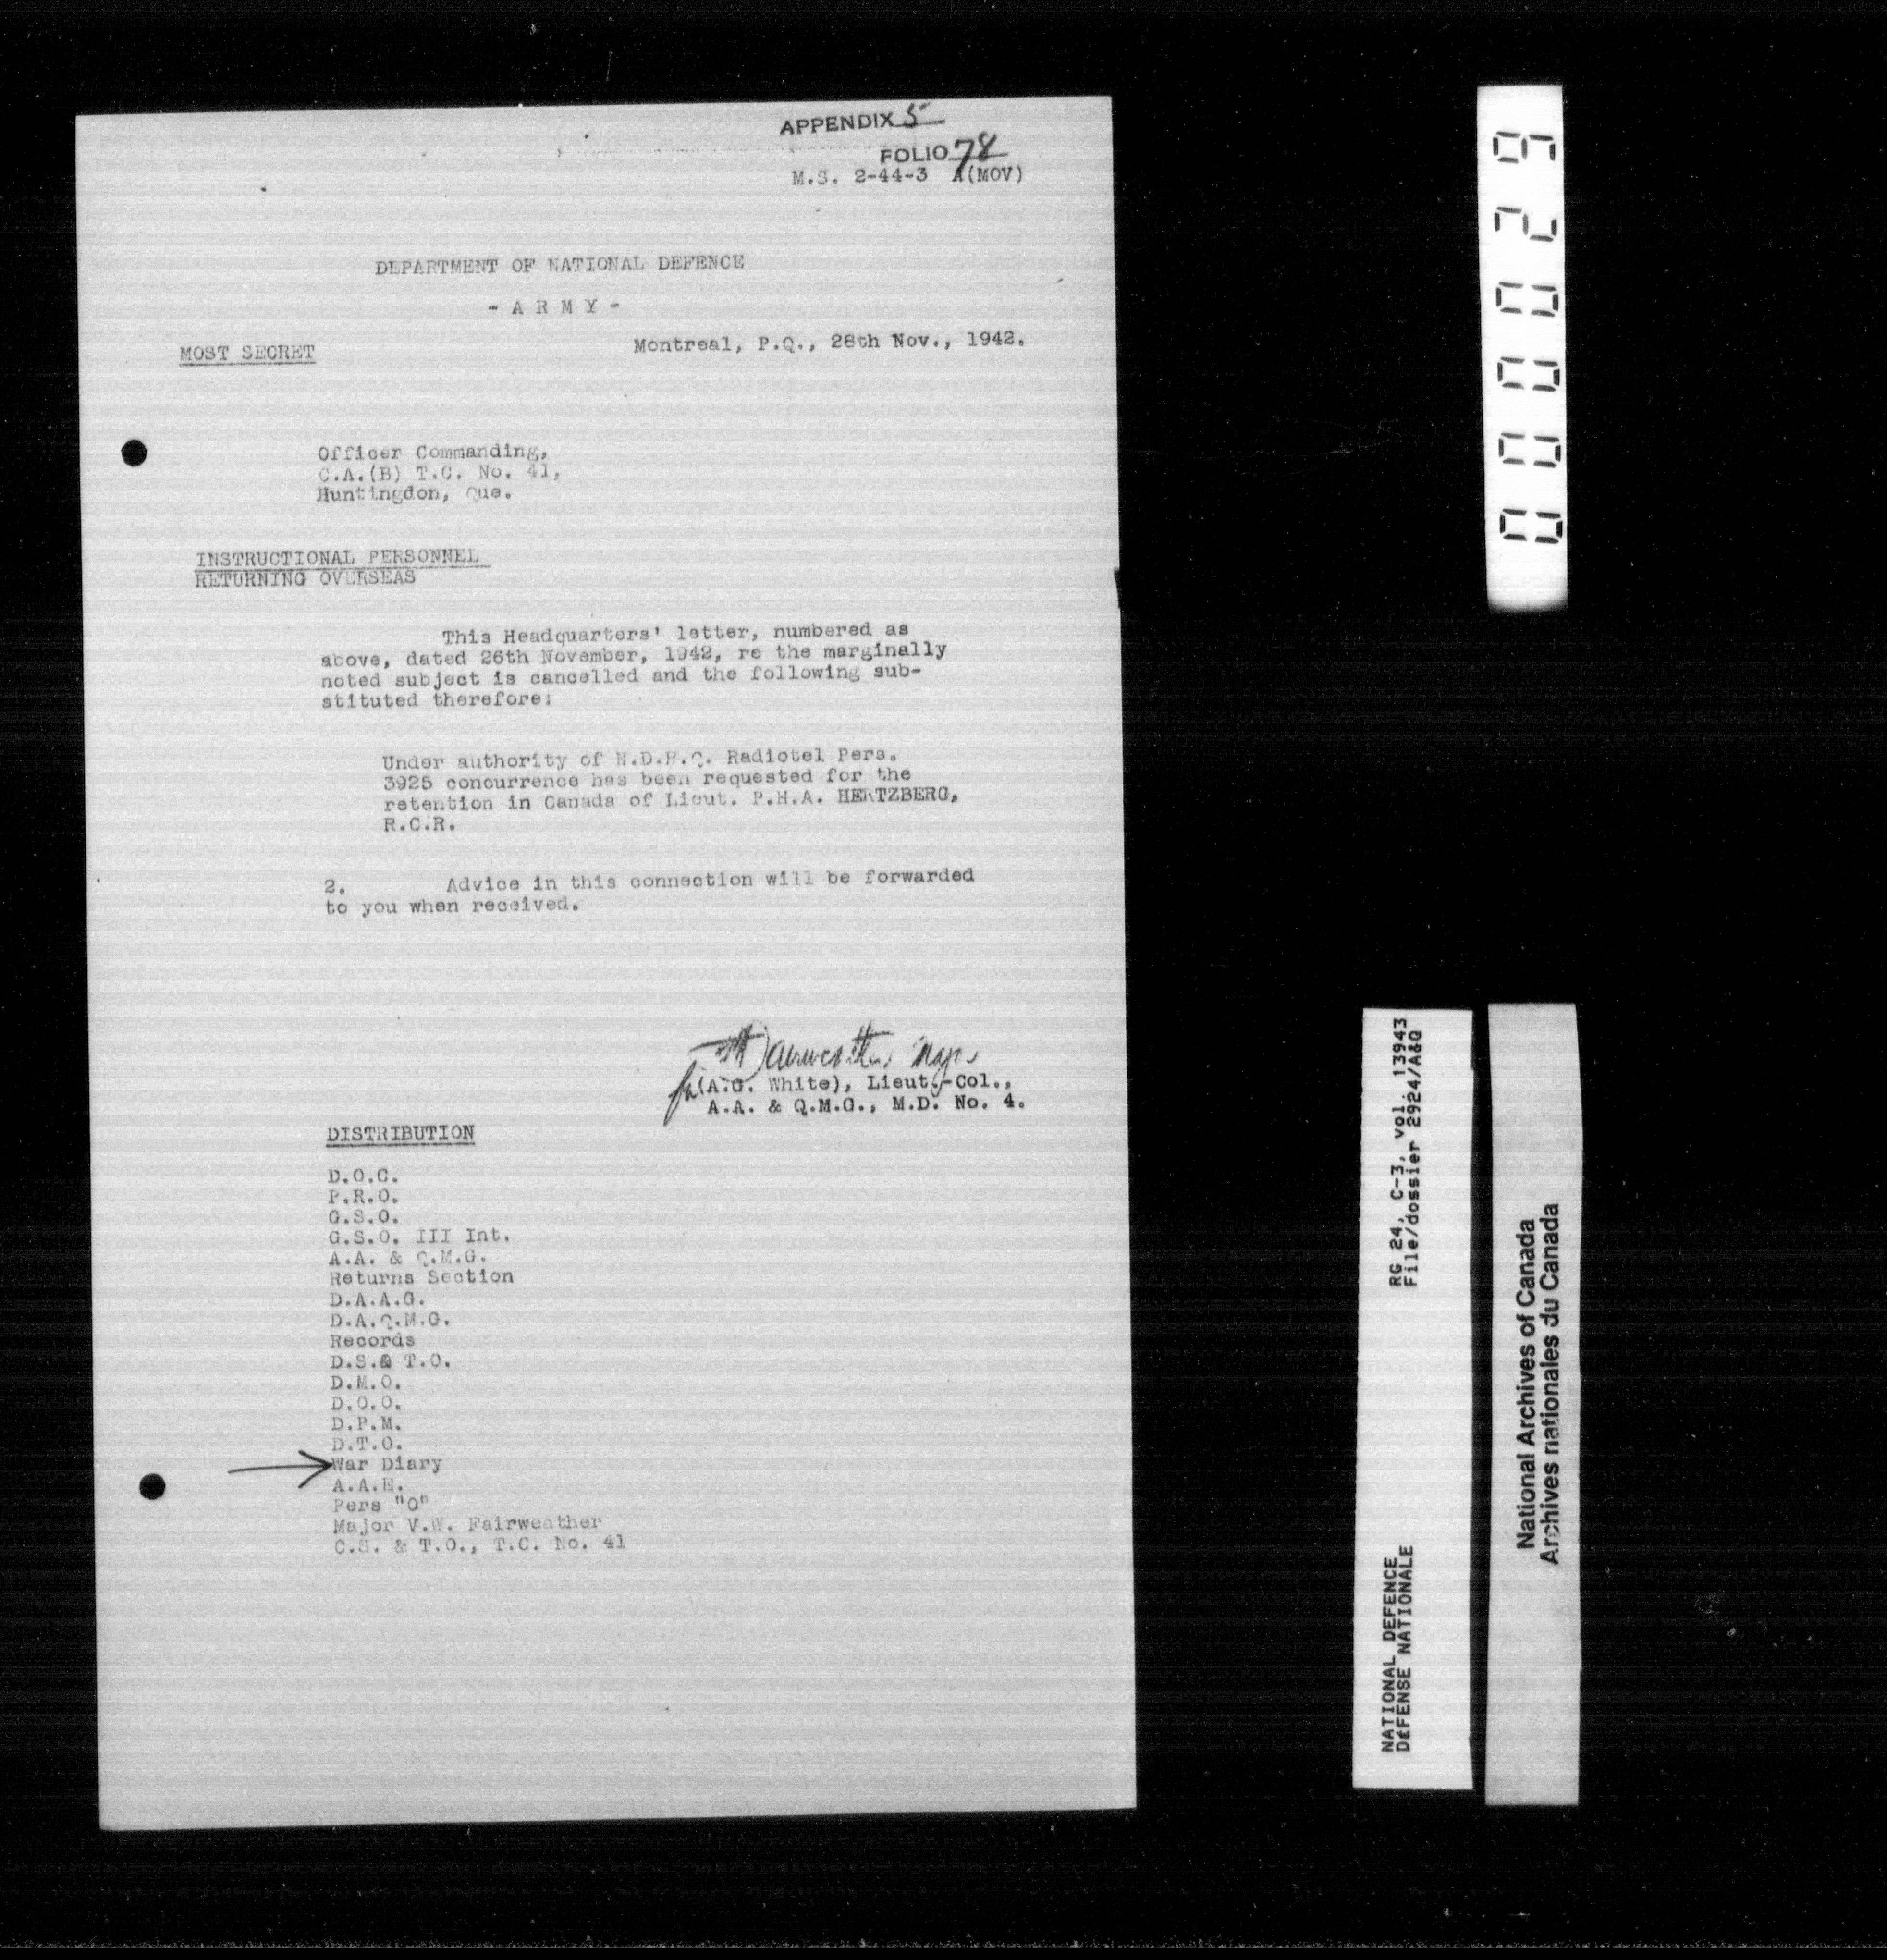 APPENDIX 5
FOLIO 78
M.S. 2-44-3 A(MOV)
DEPARTMENT OF NATIONAL DEFENCE
- A R M Y -
MOST SECRET
Montreal, P.Q., 28th Nov., 1942.
Officer Commanding,
C.A.(B) T.C. No. 41,
Huntingdon, Que.
INSTRUCTIONAL PERSONNEL
RETURNING OVERSEAS
This Headquarters' letter, numbered as
above, dated 26th November, 1942, re the marginally
noted subject is cancelled and the following sub-
stituted therefore:
Under authority of N.D.H.Q. Radiotel Pers.
3925 concurrence has been requested for the
retention in Canada of Lieut. P.H.A. HERTZBERG,
R.C.R.
2. Advice in this connection will be forwarded
to you when received.
Major
for (A.G. White), Lieut.-Col.,
A.A. & Q.M.G., M.D. No. 4.
DISTRIBUTION
D.O.C.
P.R.O.
G.S.O.
G.S.O. III Int.
A.A. & Q.M.G.
Returns Section
D.A.A.G.
D.A.Q.M.G.
Records
D.S.& T.O.
D.M.O.
D.O.O.
D.P.M.
D.T.O.
War Diary
A.A.E.
Pers "O"
Major V.W. Fairweather
C.S. & T.O., T.C. No. 41
000029
RG 24, C-3, vol. 13943
File/dossier 2924/A&Q
NATIONAL DEFENCE
DéFENSE NATIONALE
National Archives of Canada
Archives nationales du Canada